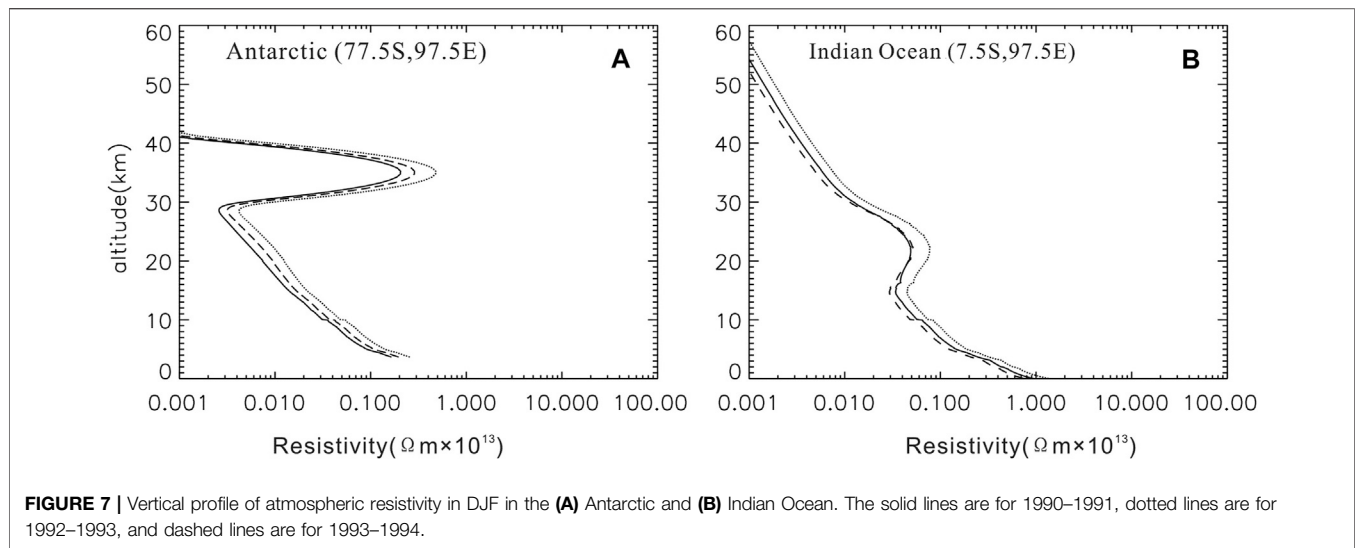 60
Antarctic (77.5S,97.5E)
A
50
40
30
20
10
0
altitude(km)
0.001
0.010
0.100
1.000
10.000
100.00
Resistivity(Ωm×10¹³)
60
Indian Ocean (7.5S,97.5E)
B
50
40
30
20
10
0
0.001
0.010
0.100
1.000
10.000
100.00
Resistivity(Ωm×10¹³)
FIGURE 7 | Vertical profile of atmospheric resistivity in DJF in the (A) Antarctic and (B) Indian Ocean. The solid lines are for 1990–1991, dotted lines are for
1992–1993, and dashed lines are for 1993–1994.